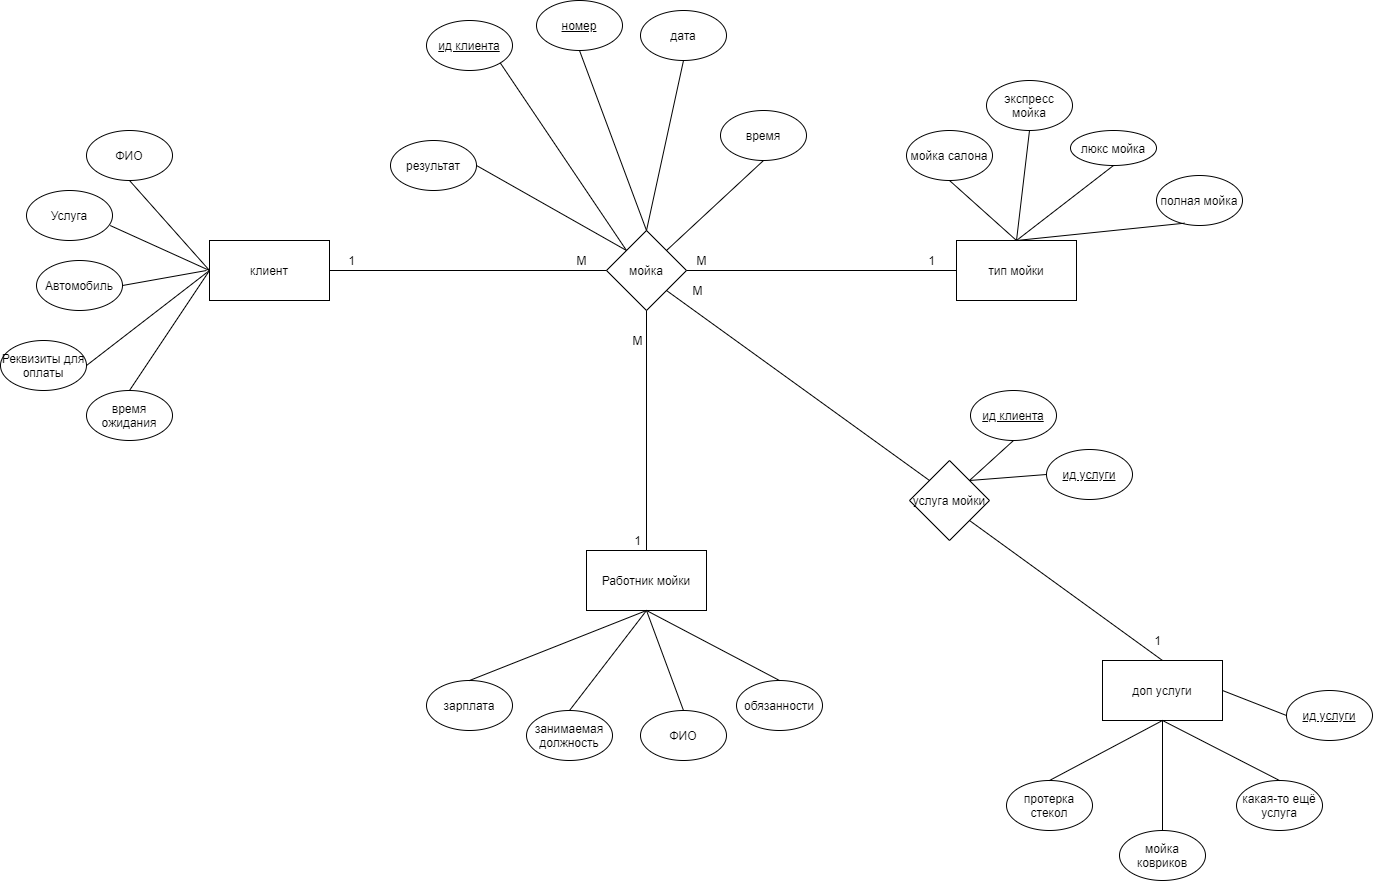 номер
ид клиента
дата
экспресс
мойка
время
ФИО
результат
мойка салона
люкс мойка
полная мойка
Услуга
клиент
1
М
мойка
М
1
тип мойки
Автомобиль
М
М
Реквизиты для
оплаты
время
ожидания
ид клиента
ид услуги
услуга мойки
1
Работник мойки
1
доп услуги
зарплата
занимаемая
должность
ФИО
обязанности
ид услуги
протерка
стекол
какая-то ещё
услуга
мойка
ковриков